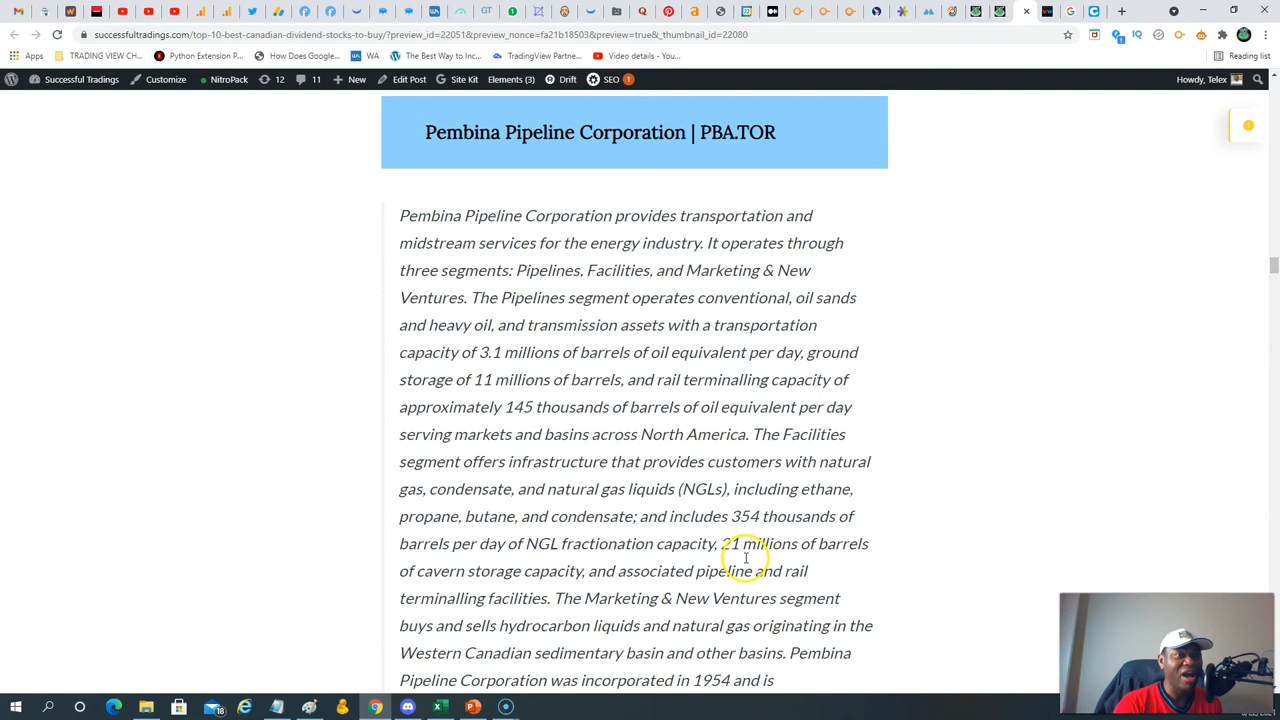 successfultradings.com/top-10-best-canadian-dividend-stocks-to-buy/?preview_id=22051&preview_nonce=fa21b18503&preview=true&_thumbnail_id=22080
Apps TRADING VIEW CH... Python Extension P... How Does Google... WA The Best Way to Inc... TradingView Partne... Video details - You... Reading list
Successful Tradings Customize NitroPack 12 11 New Edit Post Site Kit Elements (3) Drift SEO 1 Howdy, Telex
Pembina Pipeline Corporation | PBA.TOR
Pembina Pipeline Corporation provides transportation and
midstream services for the energy industry. It operates through
three segments: Pipelines, Facilities, and Marketing & New
Ventures. The Pipelines segment operates conventional, oil sands
and heavy oil, and transmission assets with a transportation
capacity of 3.1 millions of barrels of oil equivalent per day, ground
storage of 11 millions of barrels, and rail terminalling capacity of
approximately 145 thousands of barrels of oil equivalent per day
serving markets and basins across North America. The Facilities
segment offers infrastructure that provides customers with natural
gas, condensate, and natural gas liquids (NGLs), including ethane,
propane, butane, and condensate; and includes 354 thousands of
barrels per day of NGL fractionation capacity, 21 millions of barrels
of cavern storage capacity, and associated pipeline and rail
terminalling facilities. The Marketing & New Ventures segment
buys and sells hydrocarbon liquids and natural gas originating in the
Western Canadian sedimentary basin and other basins. Pembina
Pipeline Corporation was incorporated in 1954 and is